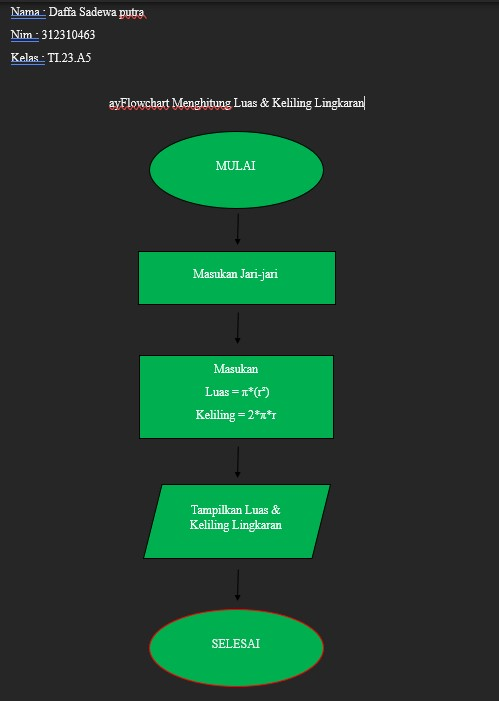 Nama : Daffa Sadewa putra
Nim : 312310463
Kelas : TI.23.A5
ayFlowchart Menghitung Luas & Keliling Lingkaran
MULAI
Masukan Jari-jari
Masukan
Luas = π*(r²)
Keliling = 2*π*r
Tampilkan Luas &
Keliling Lingkaran
SELESAI